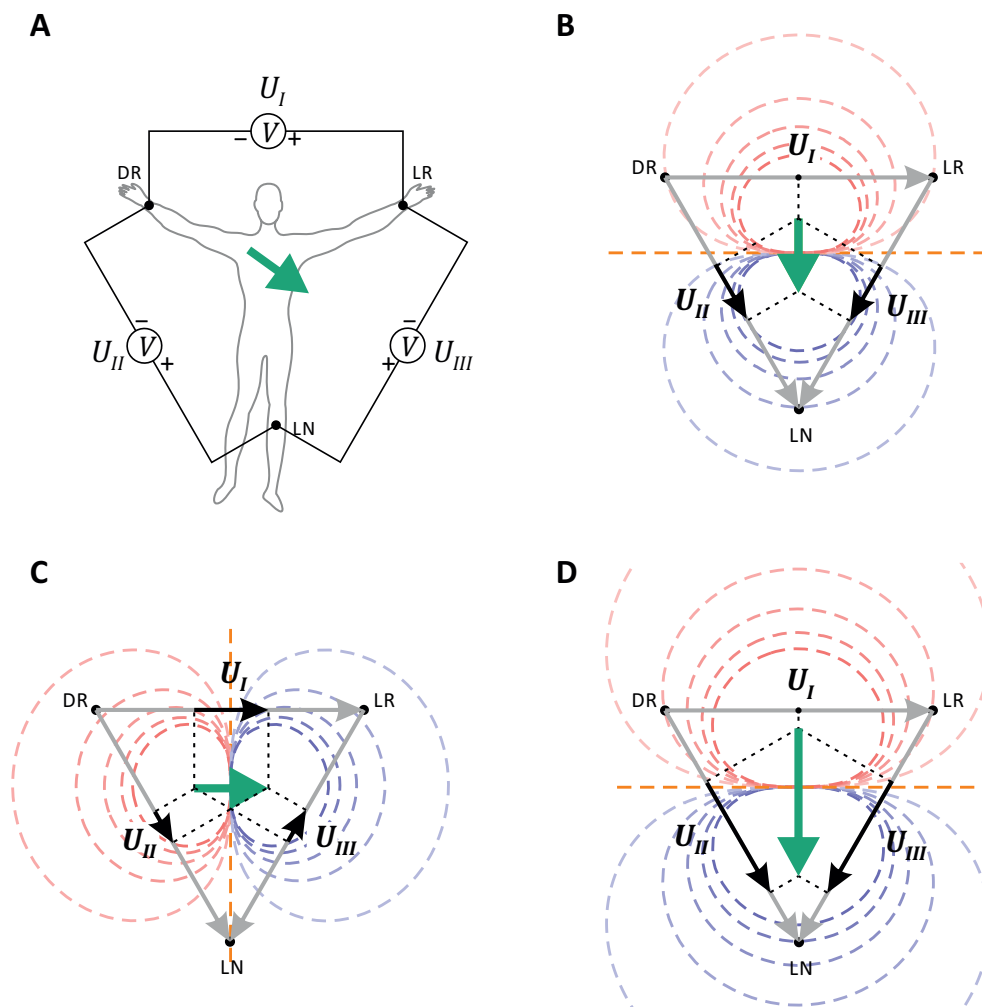 A
U_I
− V +
DR
LR
− −
U_II V +
+ V U_III
LN
B
U_I
DR
LR
U_II
U_III
LN
C
U_I
DR
LR
U_II
U_III
LN
D
U_I
DR
LR
U_II
U_III
LN